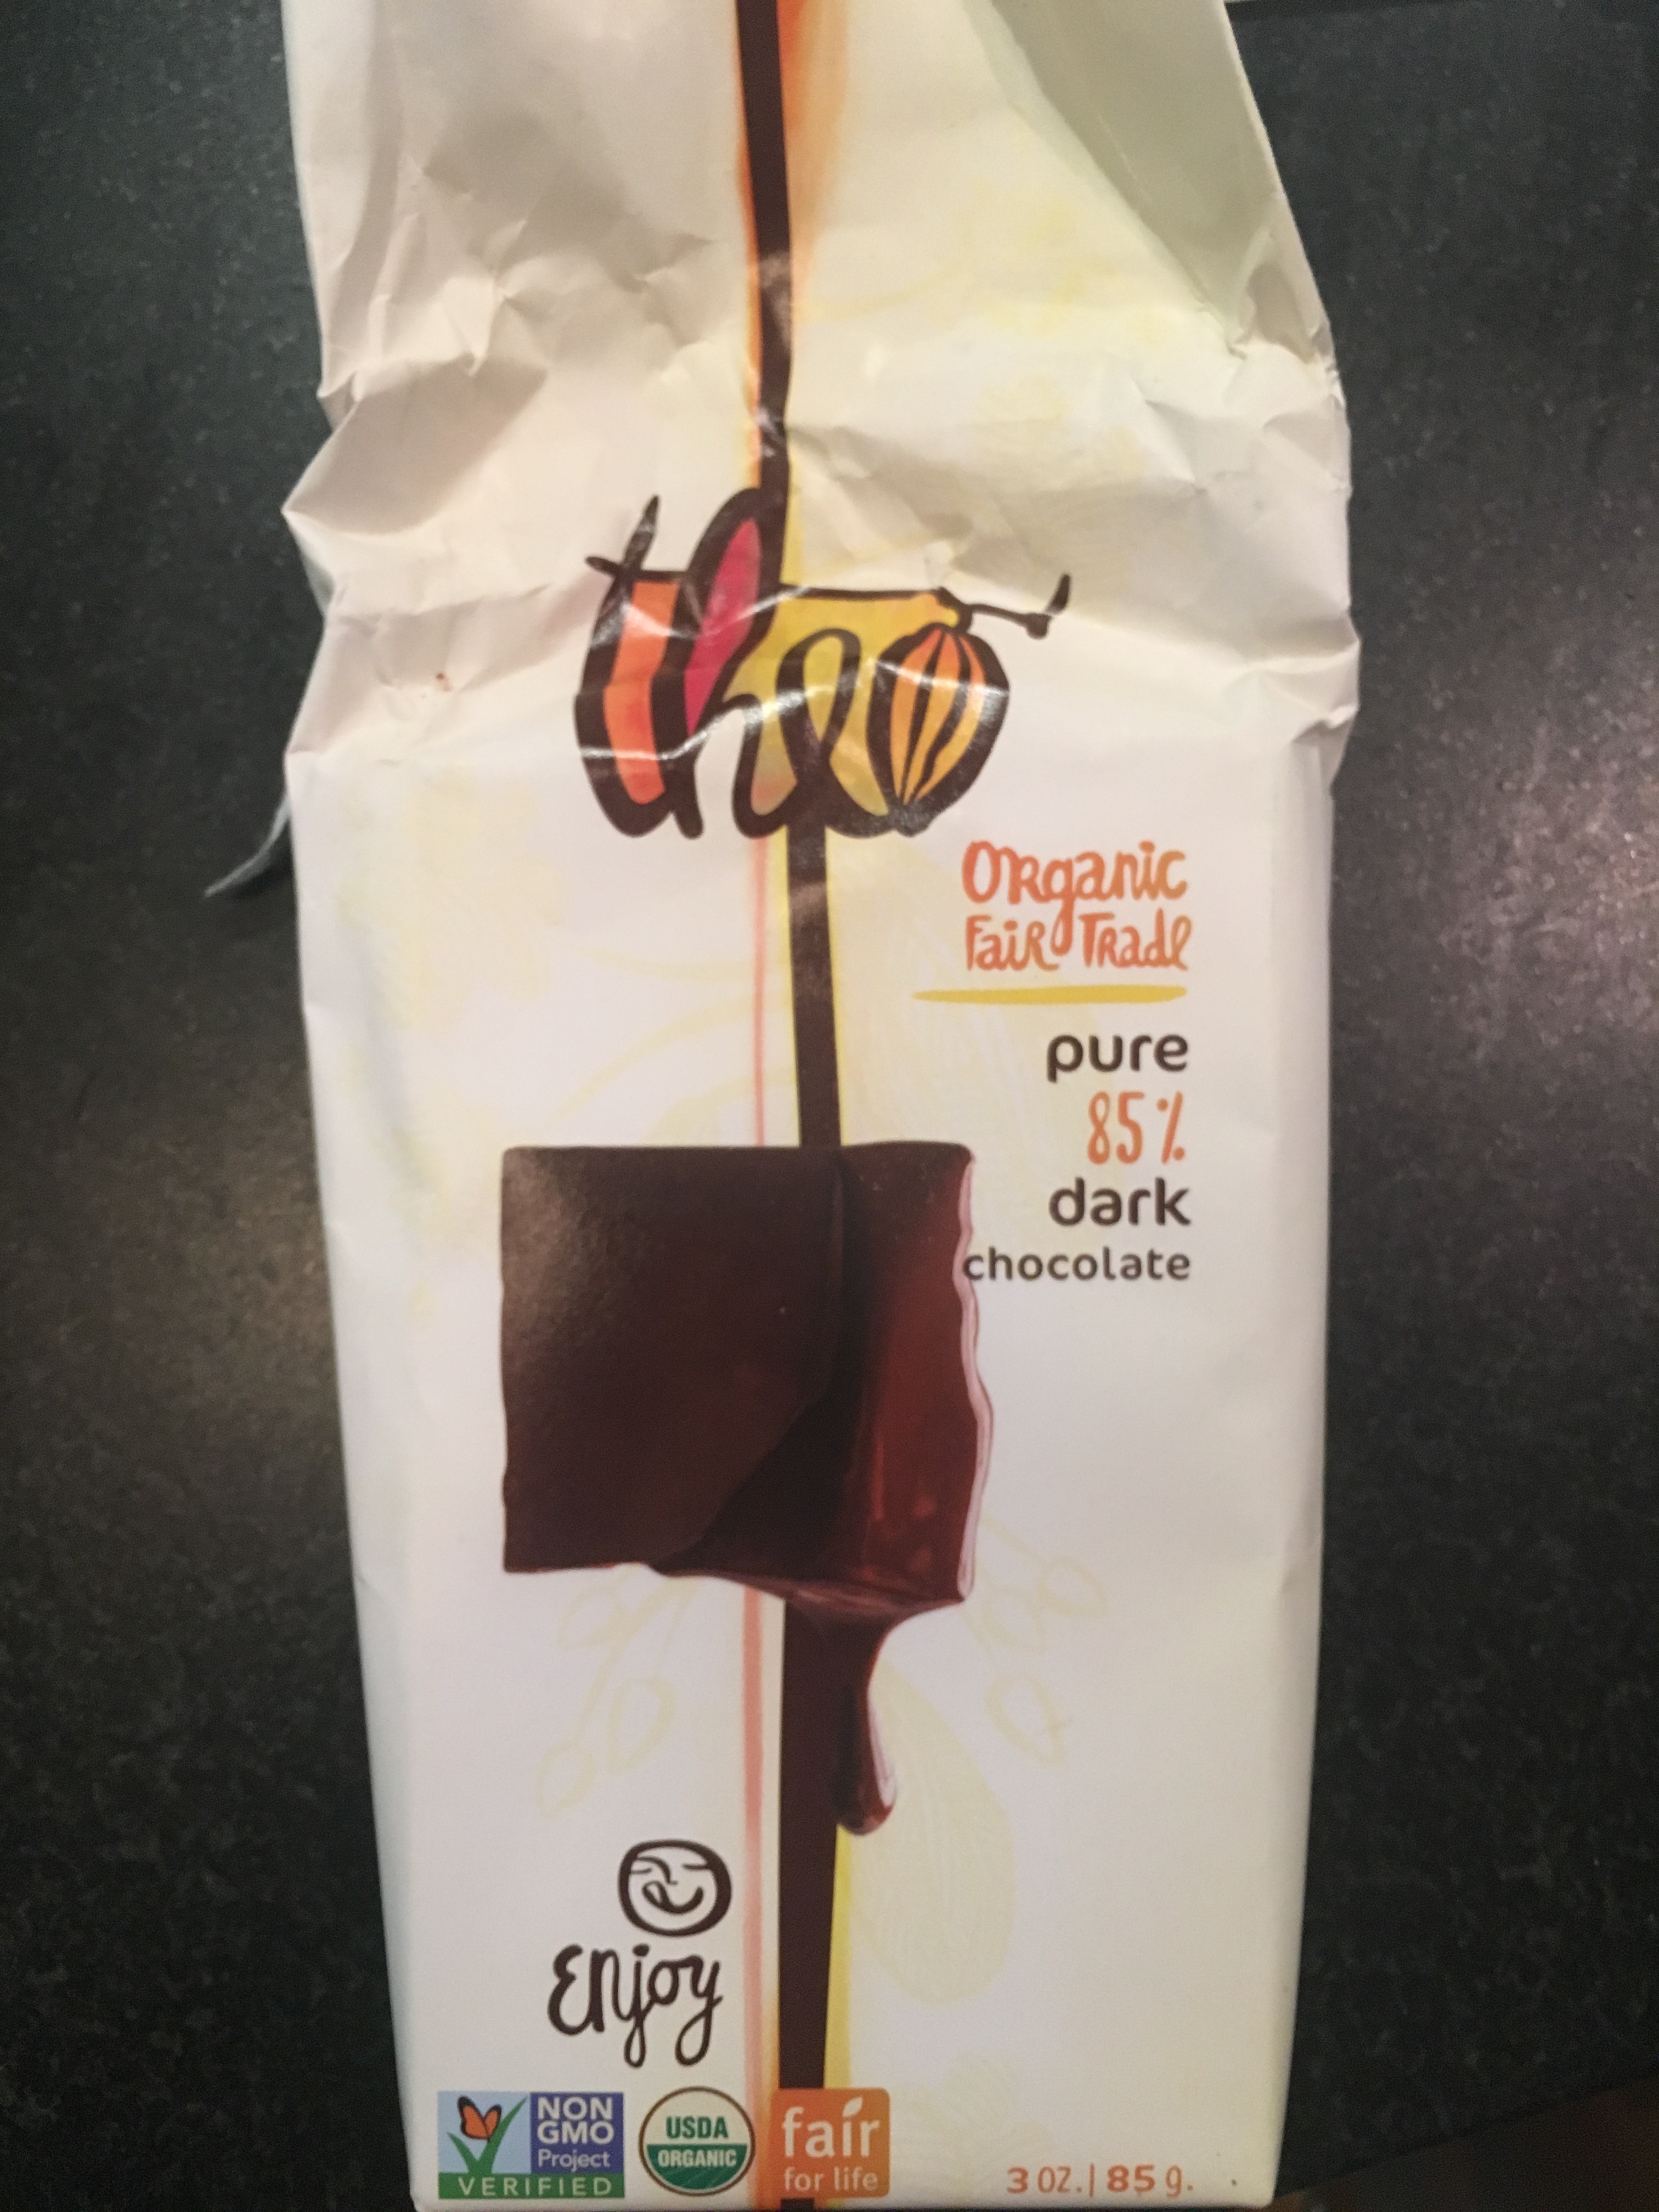 theo
Organic
Fair Trade
pure
85%
dark
chocolate
Enjoy
NON
GMO
Project
VERIFIED
USDA
ORGANIC
fair
for life
3 OZ. | 85 g.